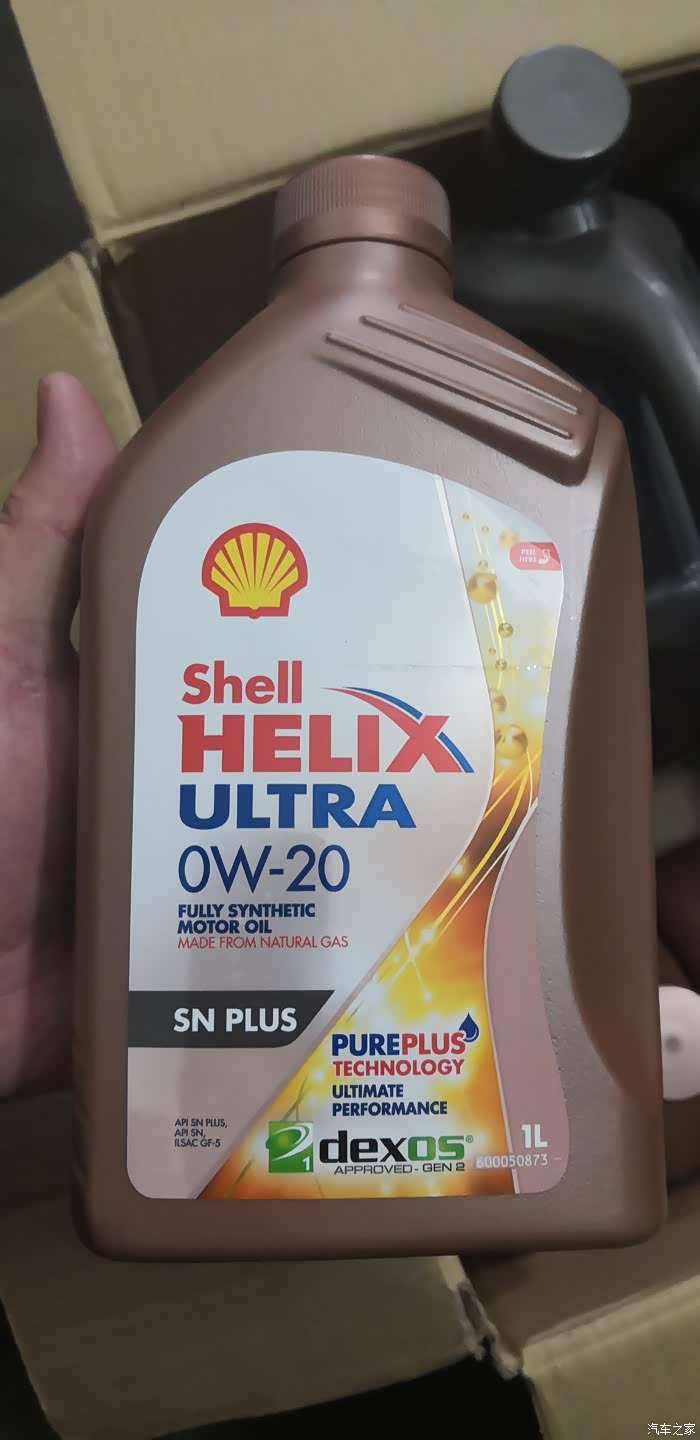 PEEL
HERE
Shell
HELIX
ULTRA
0W-20
FULLY SYNTHETIC
MOTOR OIL
MADE FROM NATURAL GAS
SN PLUS
PUREPLUS
TECHNOLOGY
ULTIMATE
PERFORMANCE
API SN PLUS,
API SN,
ILSAC GF-5
1 dexos®
APPROVED - GEN 2
1L
600050873
汽车之家